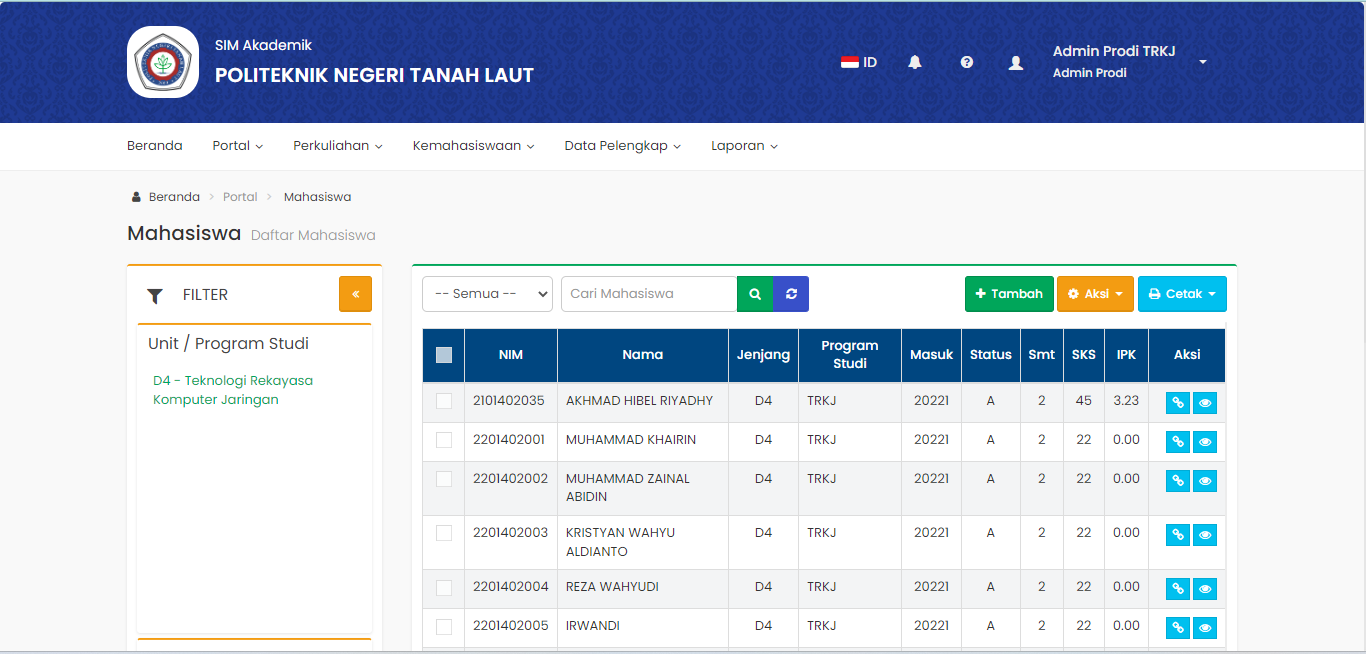 SIM Akademik
POLITEKNIK NEGERI TANAH LAUT
ID
Admin Prodi TRKJ
Admin Prodi
Beranda Portal Perkuliahan Kemahasiswaan Data Pelengkap Laporan
Beranda > Portal > Mahasiswa
Mahasiswa Daftar Mahasiswa
FILTER «
Unit / Program Studi
D4 - Teknologi Rekayasa
Komputer Jaringan
-- Semua -- Cari Mahasiswa + Tambah Aksi Cetak
NIM Nama Jenjang Program Studi Masuk Status Smt SKS IPK Aksi
2101402035 AKHMAD HIBEL RIYADHY D4 TRKJ 20221 A 2 45 3.23
2201402001 MUHAMMAD KHAIRIN D4 TRKJ 20221 A 2 22 0.00
2201402002 MUHAMMAD ZAINAL ABIDIN D4 TRKJ 20221 A 2 22 0.00
2201402003 KRISTYAN WAHYU ALDIANTO D4 TRKJ 20221 A 2 22 0.00
2201402004 REZA WAHYUDI D4 TRKJ 20221 A 2 22 0.00
2201402005 IRWANDI D4 TRKJ 20221 A 2 22 0.00